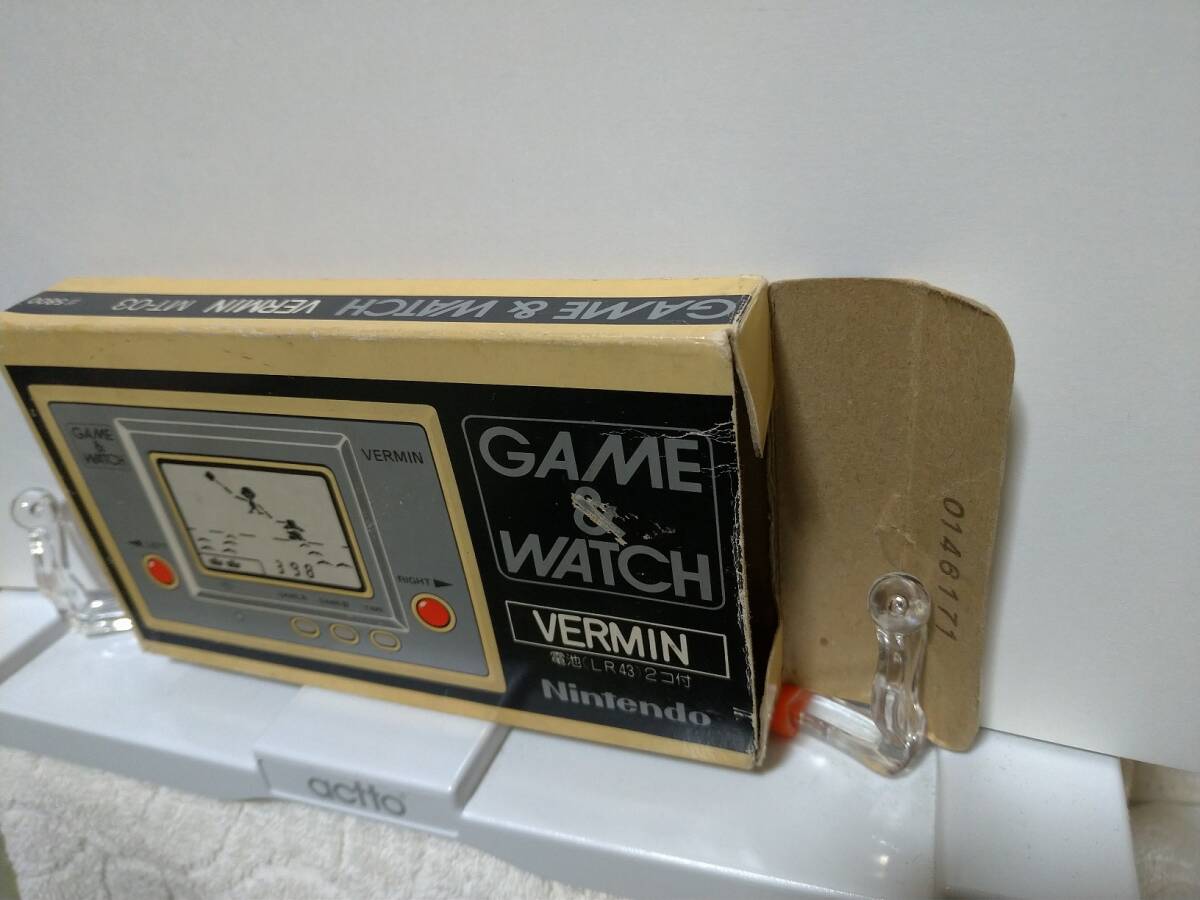 GAME & WATCH VERMIN MT-03 ¥5800
GAME
&
WATCH
VERMIN
RIGHT
398
GAME
&
WATCH
VERMIN
電池(LR43)2コ付
Nintendo
0146171
actto